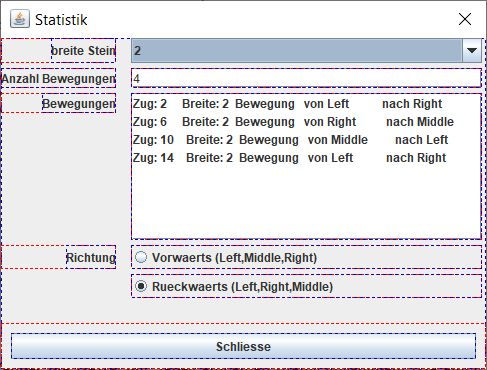 Statistik
breite Stein 2
Anzahl Bewegungen 4
Bewegungen
Zug: 2 Breite: 2 Bewegung von Left nach Right
Zug: 6 Breite: 2 Bewegung von Right nach Middle
Zug: 10 Breite: 2 Bewegung von Middle nach Left
Zug: 14 Breite: 2 Bewegung von Left nach Right
Richtung Vorwaerts (Left,Middle,Right)
Rueckwaerts (Left,Right,Middle)
Schliesse